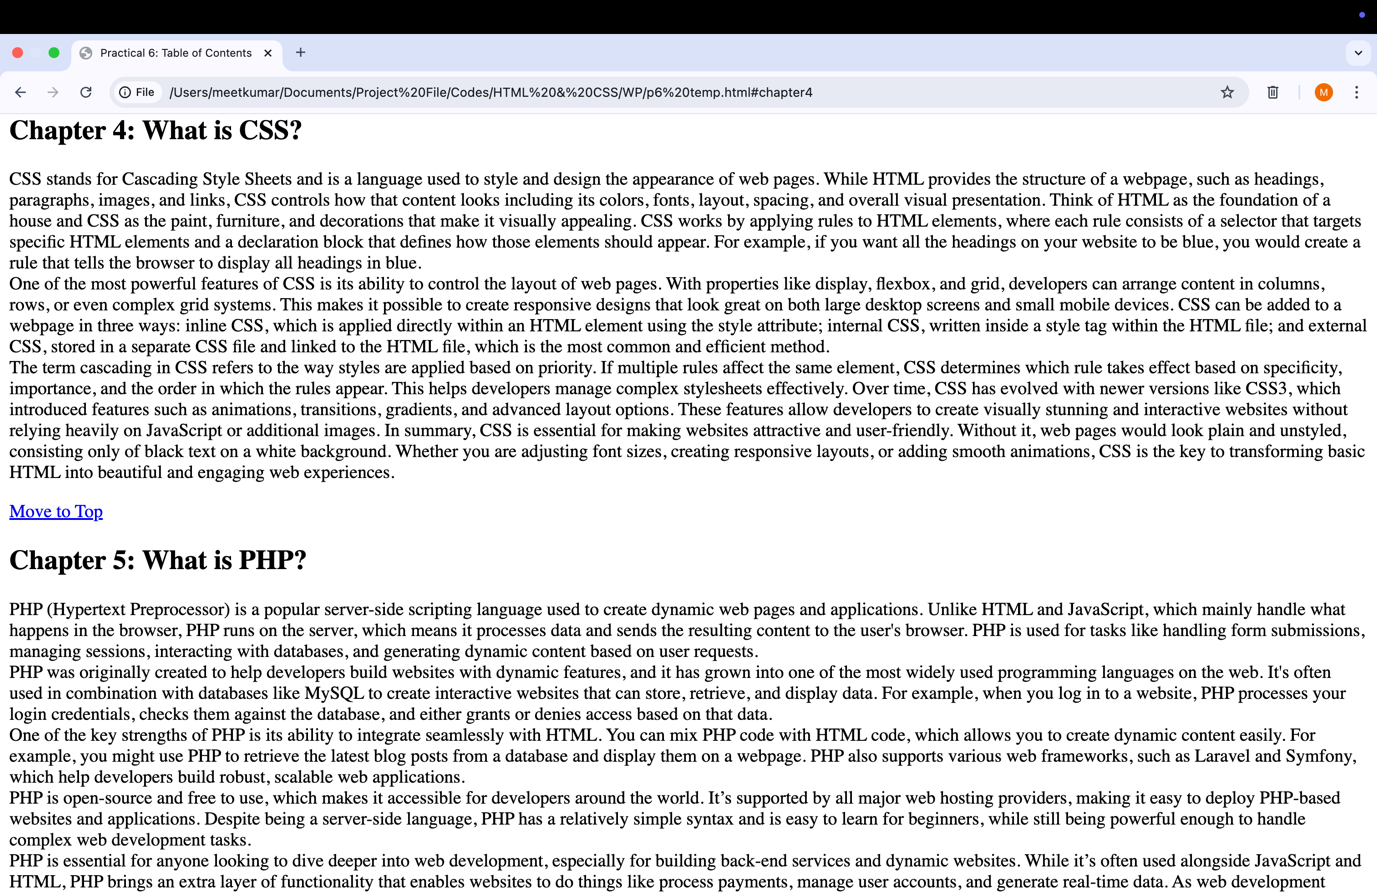 Practical 6: Table of Contents
File /Users/meetkumar/Documents/Project%20File/Codes/HTML%20&%20CSS/WP/p6%20temp.html#chapter4
M
Chapter 4: What is CSS?
CSS stands for Cascading Style Sheets and is a language used to style and design the appearance of web pages. While HTML provides the structure of a webpage, such as headings,
paragraphs, images, and links, CSS controls how that content looks including its colors, fonts, layout, spacing, and overall visual presentation. Think of HTML as the foundation of a
house and CSS as the paint, furniture, and decorations that make it visually appealing. CSS works by applying rules to HTML elements, where each rule consists of a selector that targets
specific HTML elements and a declaration block that defines how those elements should appear. For example, if you want all the headings on your website to be blue, you would create a
rule that tells the browser to display all headings in blue.
One of the most powerful features of CSS is its ability to control the layout of web pages. With properties like display, flexbox, and grid, developers can arrange content in columns,
rows, or even complex grid systems. This makes it possible to create responsive designs that look great on both large desktop screens and small mobile devices. CSS can be added to a
webpage in three ways: inline CSS, which is applied directly within an HTML element using the style attribute; internal CSS, written inside a style tag within the HTML file; and external
CSS, stored in a separate CSS file and linked to the HTML file, which is the most common and efficient method.
The term cascading in CSS refers to the way styles are applied based on priority. If multiple rules affect the same element, CSS determines which rule takes effect based on specificity,
importance, and the order in which the rules appear. This helps developers manage complex stylesheets effectively. Over time, CSS has evolved with newer versions like CSS3, which
introduced features such as animations, transitions, gradients, and advanced layout options. These features allow developers to create visually stunning and interactive websites without
relying heavily on JavaScript or additional images. In summary, CSS is essential for making websites attractive and user-friendly. Without it, web pages would look plain and unstyled,
consisting only of black text on a white background. Whether you are adjusting font sizes, creating responsive layouts, or adding smooth animations, CSS is the key to transforming basic
HTML into beautiful and engaging web experiences.
Move to Top
Chapter 5: What is PHP?
PHP (Hypertext Preprocessor) is a popular server-side scripting language used to create dynamic web pages and applications. Unlike HTML and JavaScript, which mainly handle what
happens in the browser, PHP runs on the server, which means it processes data and sends the resulting content to the user's browser. PHP is used for tasks like handling form submissions,
managing sessions, interacting with databases, and generating dynamic content based on user requests.
PHP was originally created to help developers build websites with dynamic features, and it has grown into one of the most widely used programming languages on the web. It's often
used in combination with databases like MySQL to create interactive websites that can store, retrieve, and display data. For example, when you log in to a website, PHP processes your
login credentials, checks them against the database, and either grants or denies access based on that data.
One of the key strengths of PHP is its ability to integrate seamlessly with HTML. You can mix PHP code with HTML code, which allows you to create dynamic content easily. For
example, you might use PHP to retrieve the latest blog posts from a database and display them on a webpage. PHP also supports various web frameworks, such as Laravel and Symfony,
which help developers build robust, scalable web applications.
PHP is open-source and free to use, which makes it accessible for developers around the world. It’s supported by all major web hosting providers, making it easy to deploy PHP-based
websites and applications. Despite being a server-side language, PHP has a relatively simple syntax and is easy to learn for beginners, while still being powerful enough to handle
complex web development tasks.
PHP is essential for anyone looking to dive deeper into web development, especially for building back-end services and dynamic websites. While it’s often used alongside JavaScript and
HTML, PHP brings an extra layer of functionality that enables websites to do things like process payments, manage user accounts, and generate real-time data. As web development